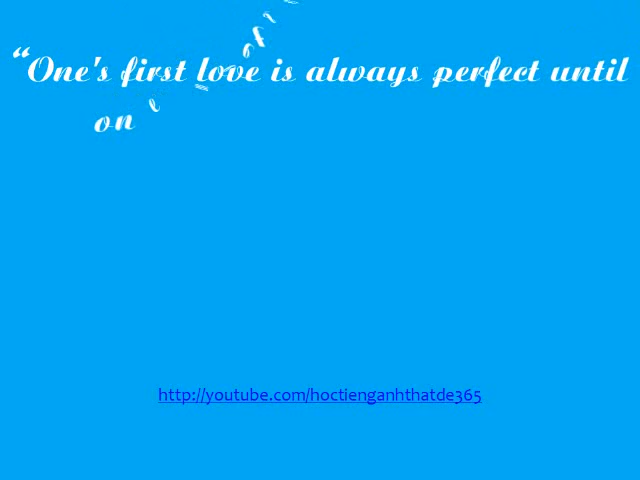 “One's first love is always perfect until
on
http://youtube.com/hoctienganhthatde365